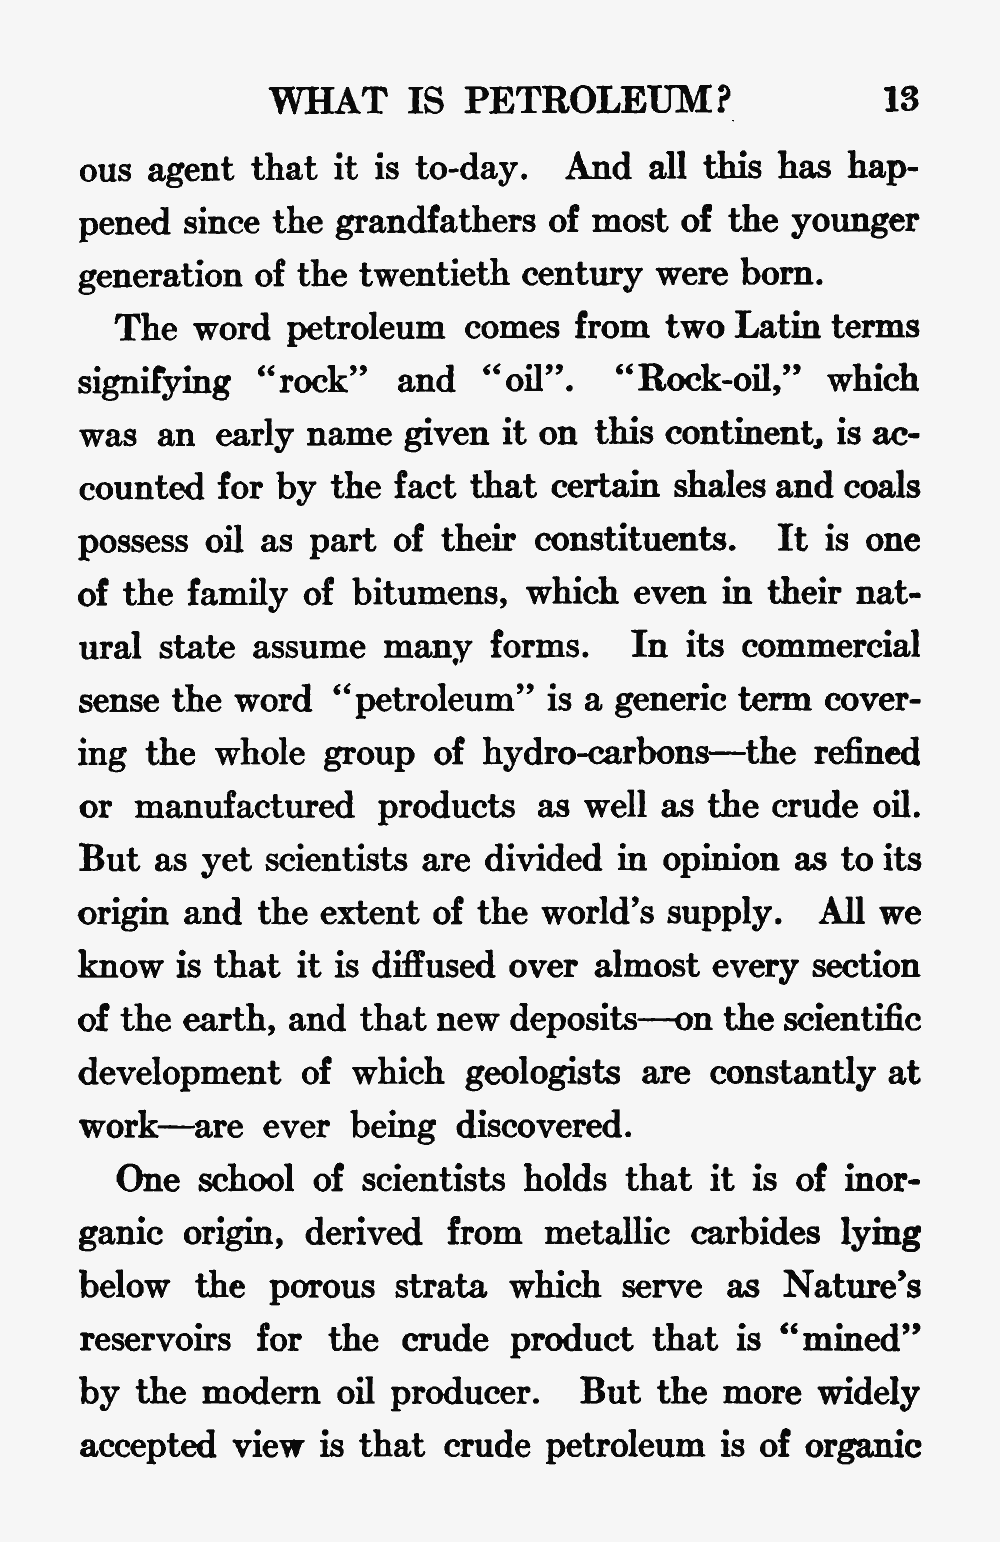 WHAT IS PETROLEUM? 13
ous agent that it is to-day. And all this has hap-
pened since the grandfathers of most of the younger
generation of the twentieth century were born.
The word petroleum comes from two Latin terms
signifying “rock” and “oil”. “Rock-oil,” which
was an early name given it on this continent, is ac-
counted for by the fact that certain shales and coals
possess oil as part of their constituents. It is one
of the family of bitumens, which even in their nat-
ural state assume many forms. In its commercial
sense the word “petroleum” is a generic term cover-
ing the whole group of hydro-carbons—the refined
or manufactured products as well as the crude oil.
But as yet scientists are divided in opinion as to its
origin and the extent of the world’s supply. All we
know is that it is diffused over almost every section
of the earth, and that new deposits—on the scientific
development of which geologists are constantly at
work—are ever being discovered.
One school of scientists holds that it is of inor-
ganic origin, derived from metallic carbides lying
below the porous strata which serve as Nature’s
reservoirs for the crude product that is “mined”
by the modern oil producer. But the more widely
accepted view is that crude petroleum is of organic